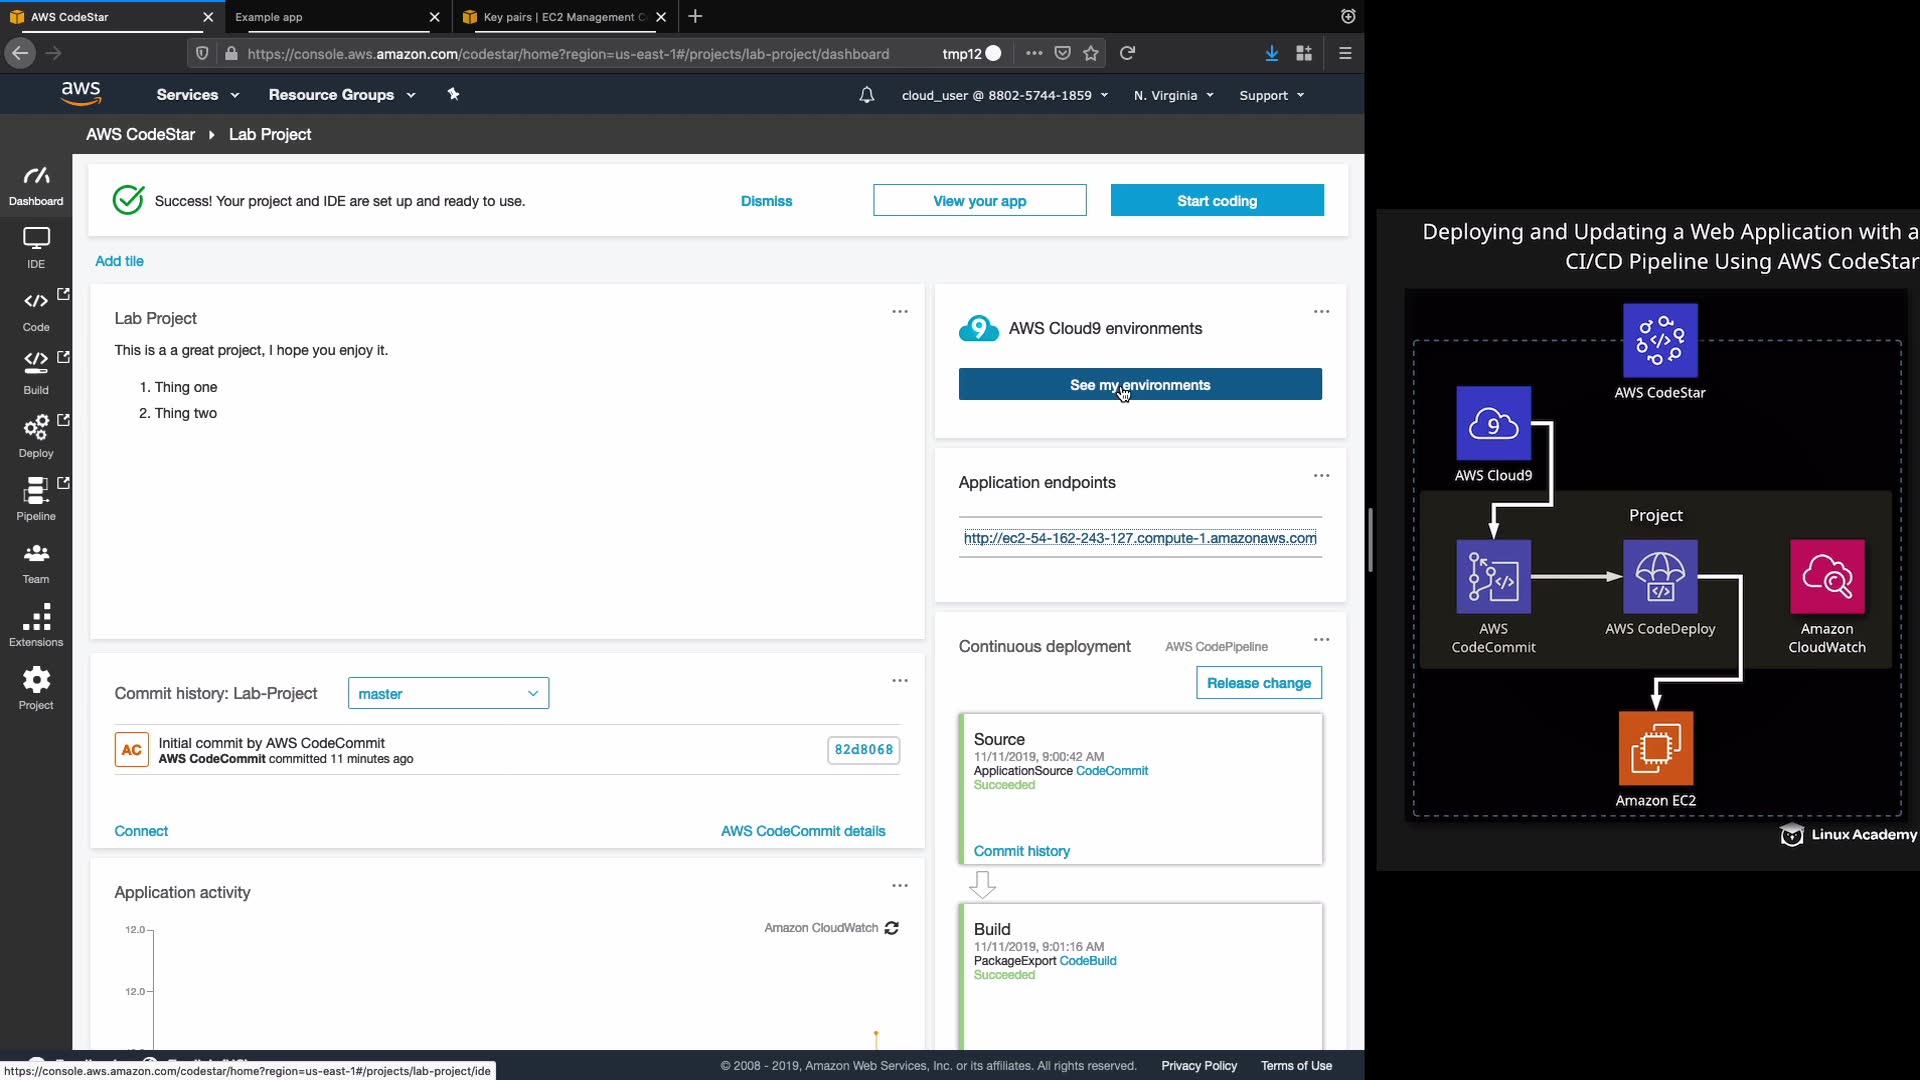 AWS CodeStar
Example app
Key pairs | EC2 Management C
https://console.aws.amazon.com/codestar/home?region=us-east-1#/projects/lab-project/dashboard
tmp12
aws
Services
Resource Groups
cloud_user @ 8802-5744-1859
N. Virginia
Support
AWS CodeStar
Lab Project
Dashboard
IDE
Code
Build
Deploy
Pipeline
Team
Extensions
Project
Success! Your project and IDE are set up and ready to use.
Dismiss
View your app
Start coding
Add tile
Lab Project
This is a a great project, I hope you enjoy it.
1. Thing one
2. Thing two
9
AWS Cloud9 environments
See my environments
Application endpoints
http://ec2-54-162-243-127.compute-1.amazonaws.com
Commit history: Lab-Project
master
AC
Initial commit by AWS CodeCommit
AWS CodeCommit committed 11 minutes ago
82d8068
Connect
AWS CodeCommit details
Continuous deployment
AWS CodePipeline
Release change
Source
11/11/2019, 9:00:42 AM
ApplicationSource CodeCommit
Succeeded
Commit history
Build
11/11/2019, 9:01:16 AM
PackageExport CodeBuild
Succeeded
Application activity
Amazon CloudWatch
12.0
12.0
https://console.aws.amazon.com/codestar/home?region=us-east-1#/projects/lab-project/ide
© 2008 - 2019, Amazon Web Services, Inc. or its affiliates. All rights reserved.
Privacy Policy
Terms of Use
Deploying and Updating a Web Application with a
CI/CD Pipeline Using AWS CodeStar
AWS CodeStar
9
AWS Cloud9
Project
AWS
CodeCommit
AWS CodeDeploy
Amazon
CloudWatch
Amazon EC2
Linux Academy